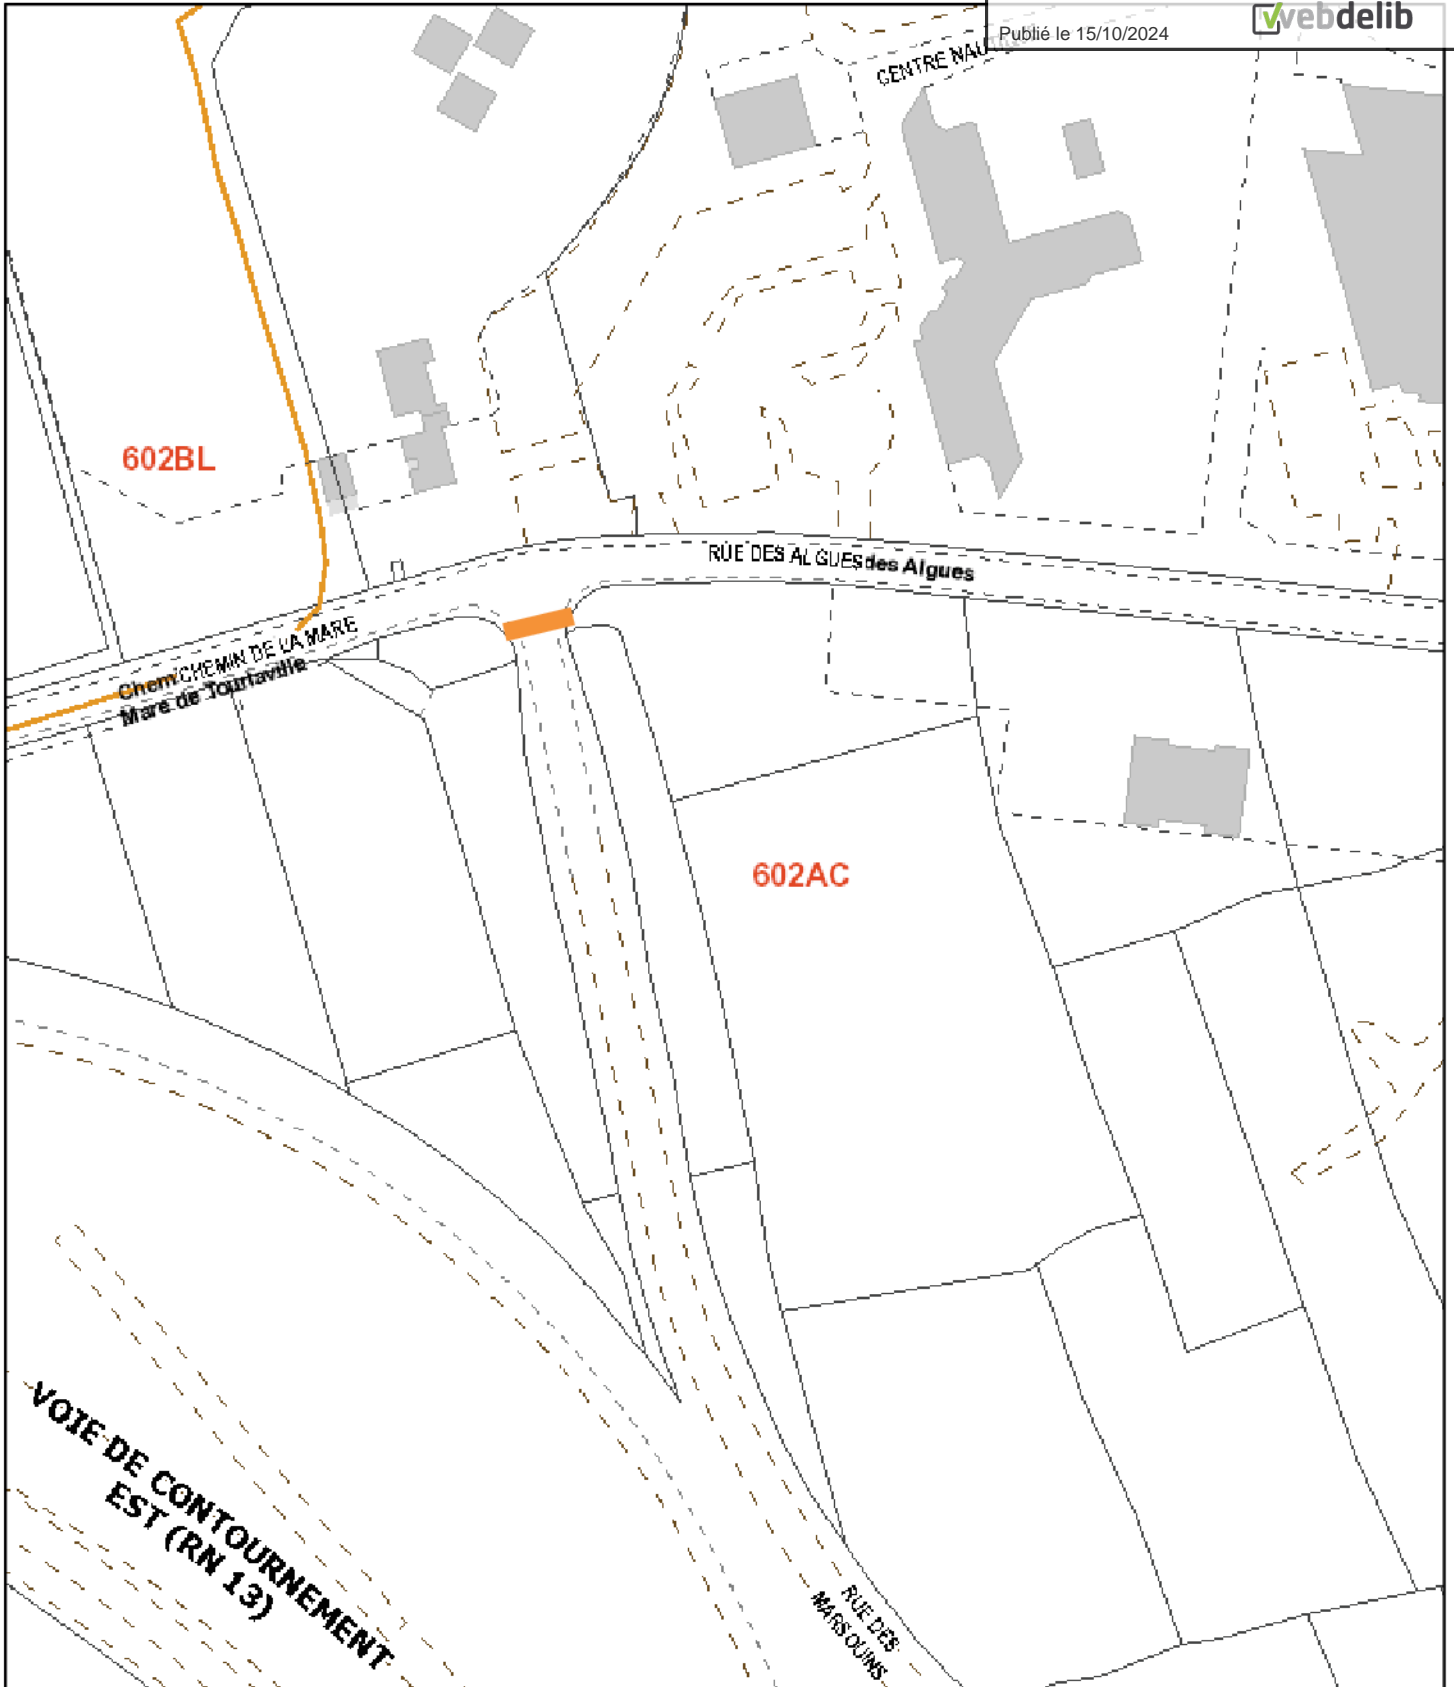 webdelib
Publié le 15/10/2024
CENTRE
602BL
RUE DES ALGUES des Algues
Chem CHEMIN DE LA MARE
Mare de Tourlaville
602AC
VOIE DE CONTOURNEMENT
EST (RN 13)
RUE DES
MARSOUINS